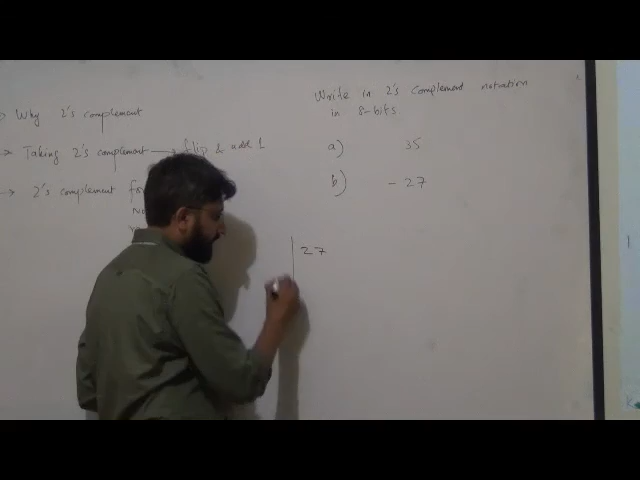 Why 2's complement
→ Taking 2's complement → flip & add 1
→ 2's complement for
Write in 2's complement notation
in 8-bits.
a) 35
b) - 27
27